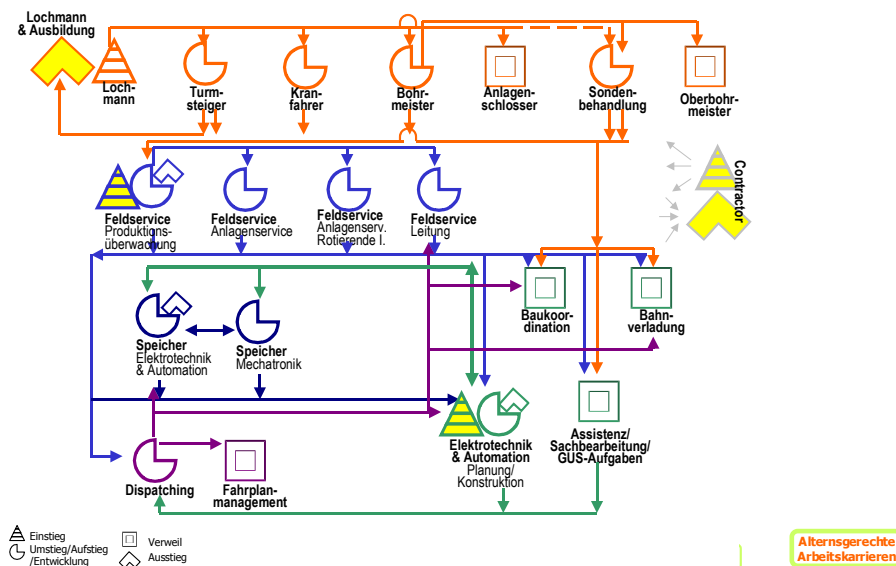 Lochmann
& Ausbildung
Loch-
mann
Turm-
steiger
Kran-
fahrer
Bohr-
meister
Anlagen-
schlosser
Sonden-
behandlung
Oberbohr-
meister
Contractor
Feldservice
Produktions-
überwachung
Feldservice
Anlagenservice
Feldservice
Anlagenserv.
Rotierende I.
Feldservice
Leitung
Baukoor-
dination
Bahn-
verladung
Speicher
Elektrotechnik
& Automation
Speicher
Mechatronik
Elektrotechnik
& Automation
Planung/
Konstruktion
Assistenz/
Sachbearbeitung/
GUS-Aufgaben
Dispatching
Fahrplan-
management
Einstieg
Umstieg/Aufstieg
/Entwicklung
Verweil
Ausstieg
Alternsgerechte
Arbeitskarrieren